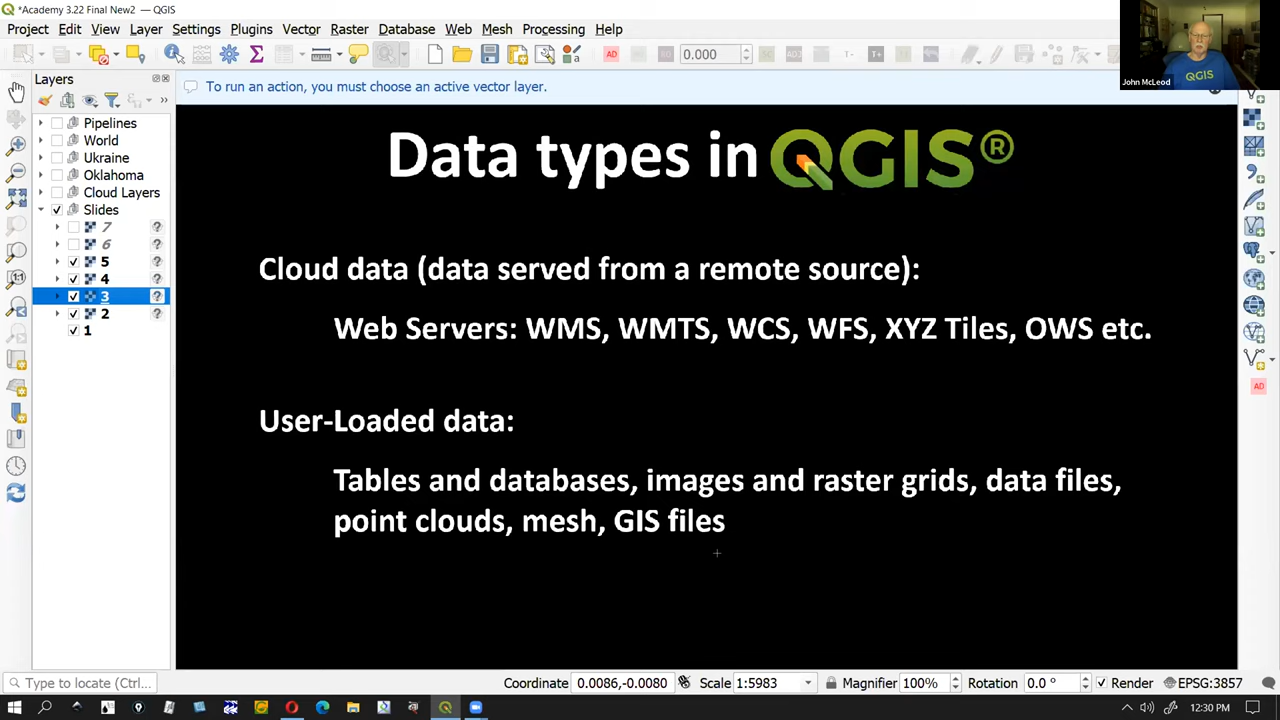 *Academy 3.22 Final New2 — QGIS
Project Edit View Layer Settings Plugins Vector Raster Database Web Mesh Processing Help
0.000
John McLeod
QGIS
Layers
To run an action, you must choose an active vector layer.
Pipelines
World
Ukraine
Oklahoma
Cloud Layers
Slides
7
6
5
4
3
2
1
Data types in QGIS®
Cloud data (data served from a remote source):
Web Servers: WMS, WMTS, WCS, WFS, XYZ Tiles, OWS etc.
User-Loaded data:
Tables and databases, images and raster grids, data files,
point clouds, mesh, GIS files
AD
Type to locate (Ctrl... Coordinate 0.0086,-0.0080 Scale 1:5983 Magnifier 100% Rotation 0.0 ° Render EPSG:3857
12:30 PM